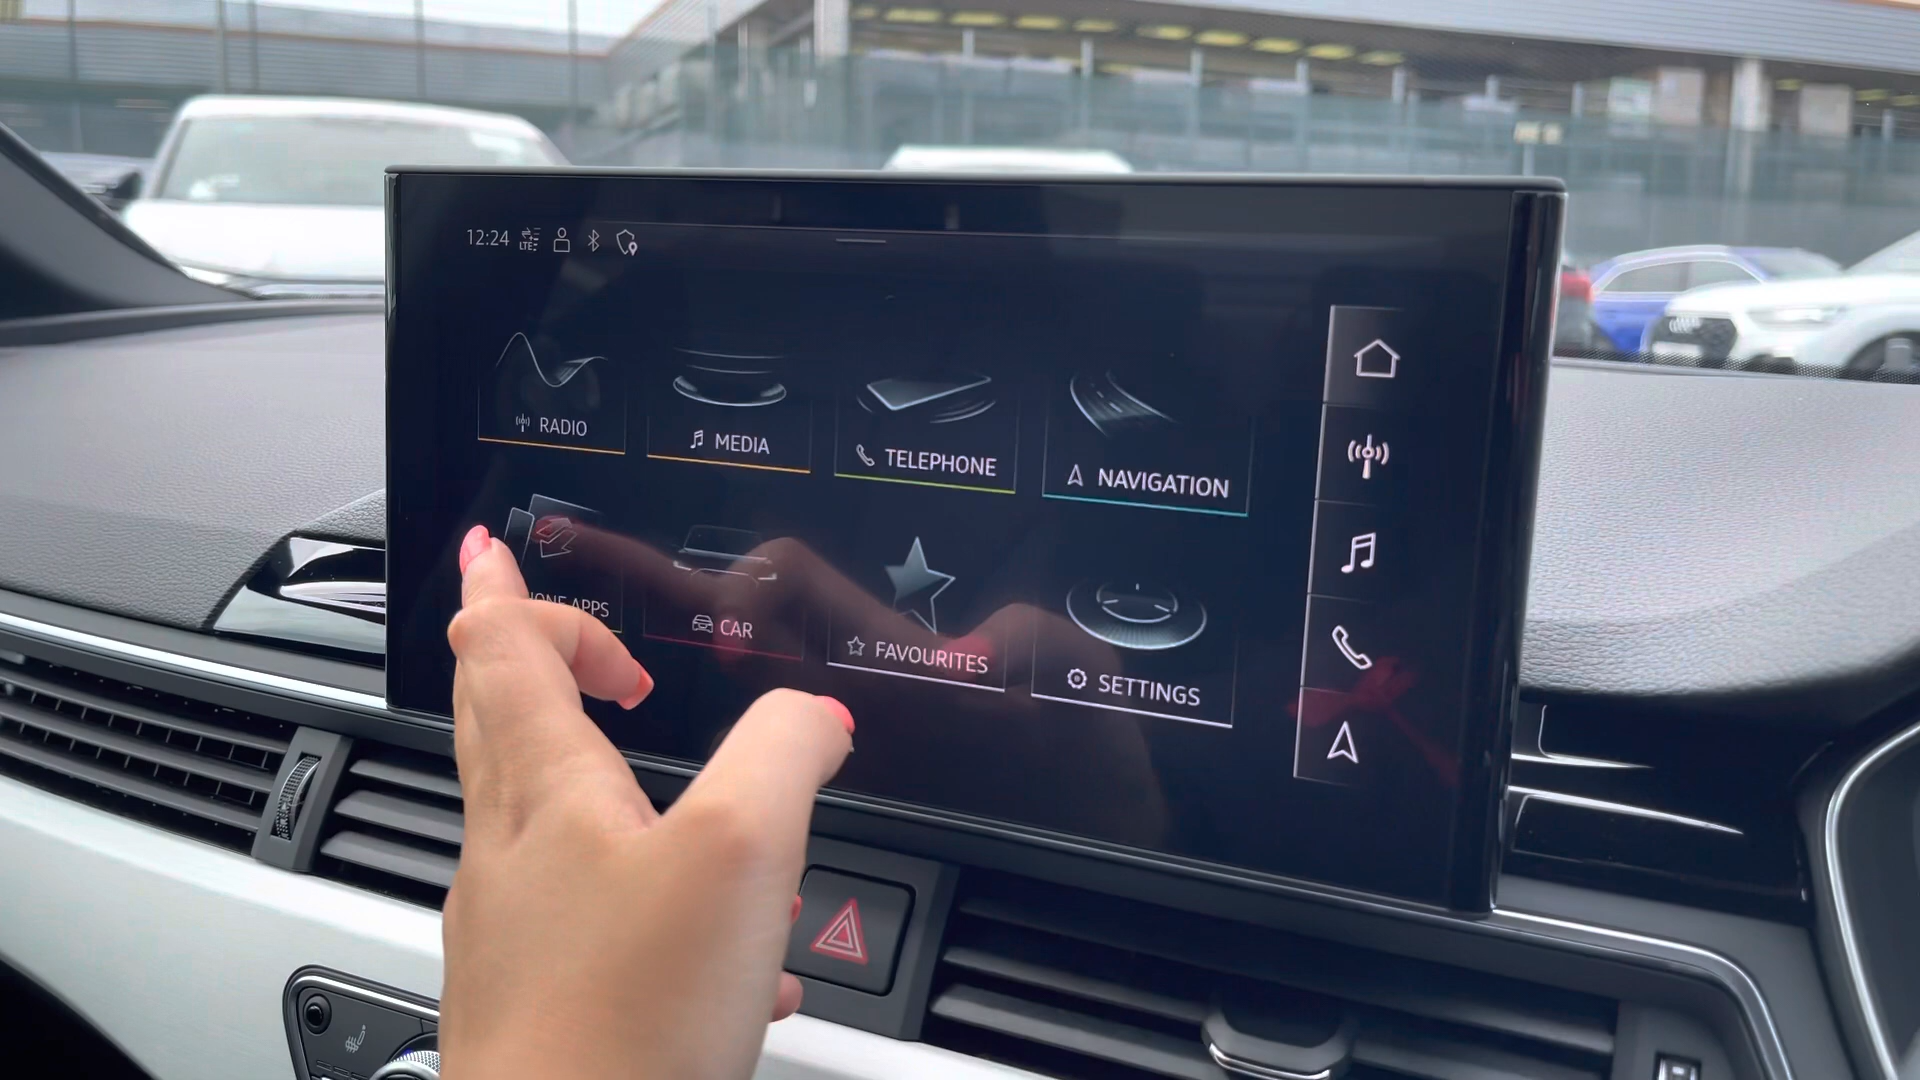 12:24 LTE
RADIO
MEDIA
TELEPHONE
NAVIGATION
APPS
CAR
FAVOURITES
SETTINGS